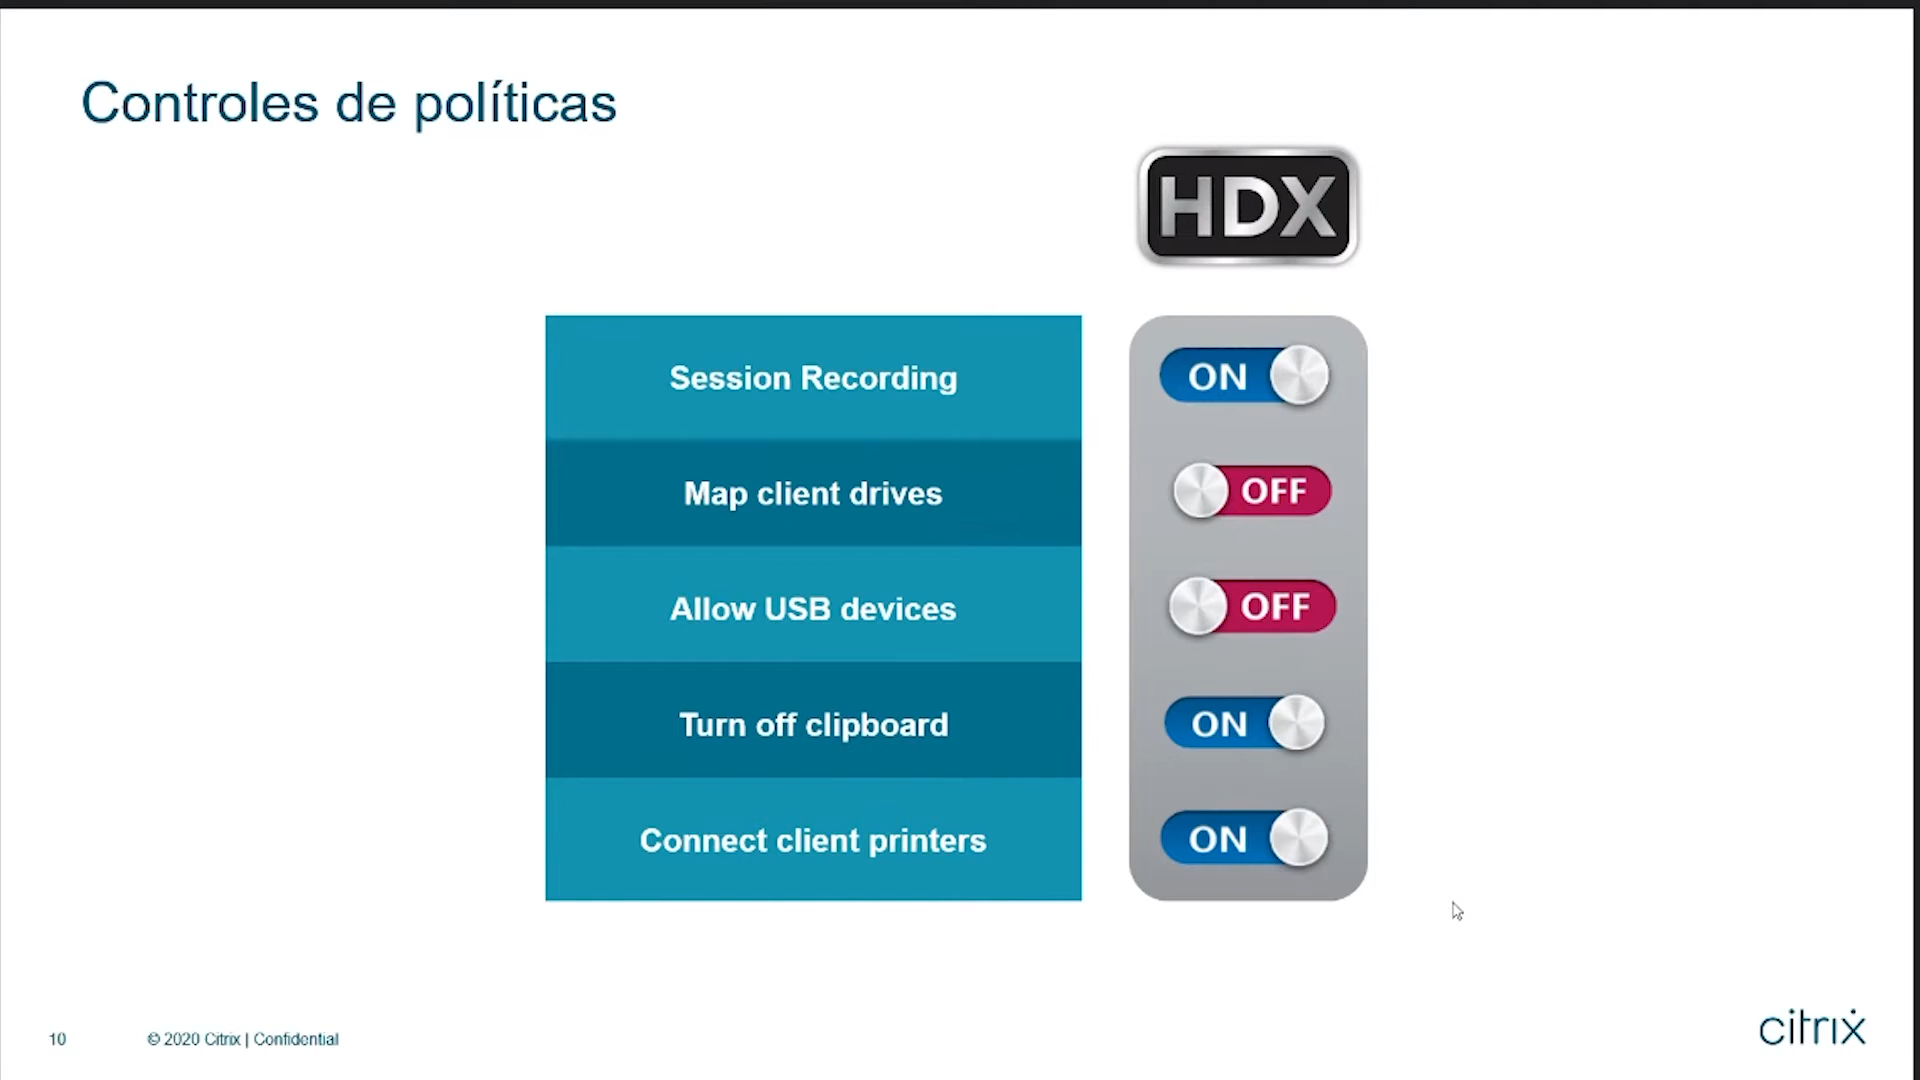 Controles de políticas
HDX
Session Recording
ON
Map client drives
OFF
Allow USB devices
OFF
Turn off clipboard
ON
Connect client printers
ON
10
© 2020 Citrix | Confidential
citrix